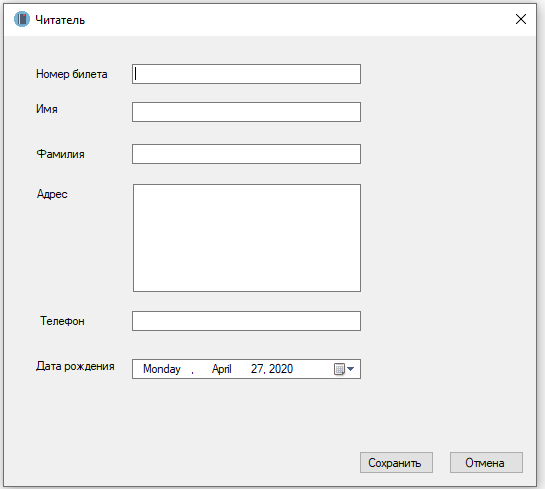 Читатель
Номер билета
Имя
Фамилия
Адрес
Телефон
Дата рождения
Monday , April 27, 2020
Сохранить
Отмена